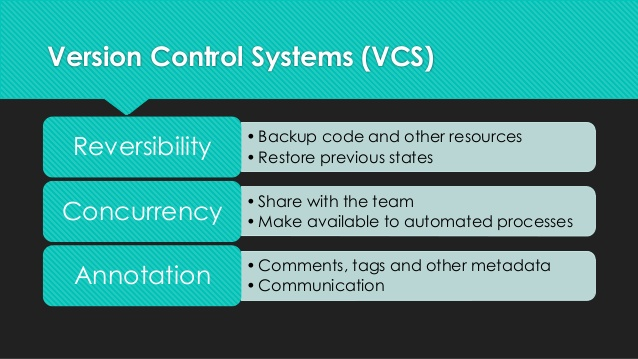 Version Control Systems (VCS)
Reversibility
• Backup code and other resources
• Restore previous states
Concurrency
• Share with the team
• Make available to automated processes
Annotation
• Comments, tags and other metadata
• Communication